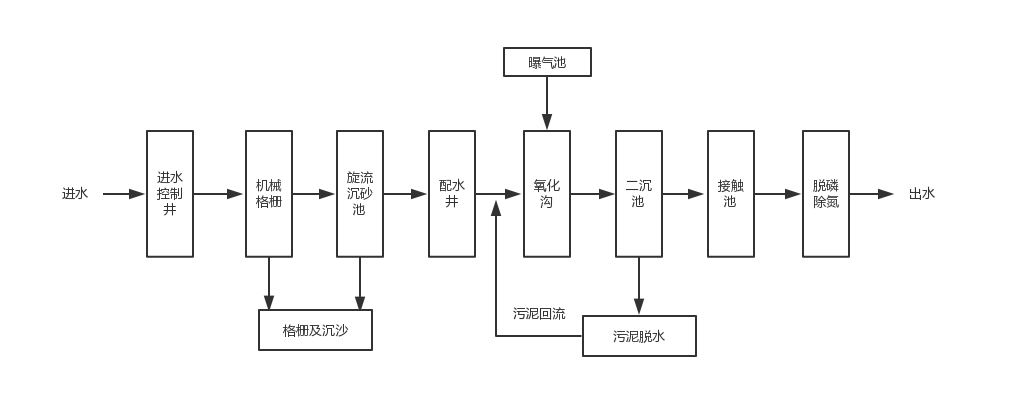 曝气池
进水
进水
控制
井
机械
格栅
旋流
沉砂
池
配水
井
氧化
沟
二沉
池
接触
池
脱磷
除氮
出水
格栅及沉沙
污泥回流
污泥脱水